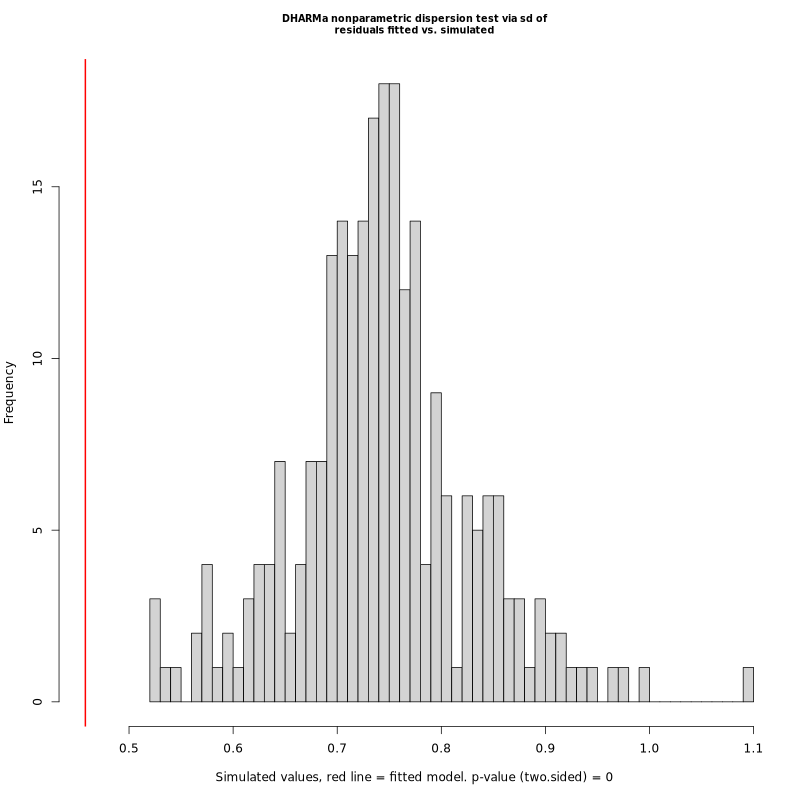 DHARMa nonparametric dispersion test via sd of
residuals fitted vs. simulated
Frequency
15
10
5
0
0.5 0.6 0.7 0.8 0.9 1.0 1.1
Simulated values, red line = fitted model. p-value (two.sided) = 0